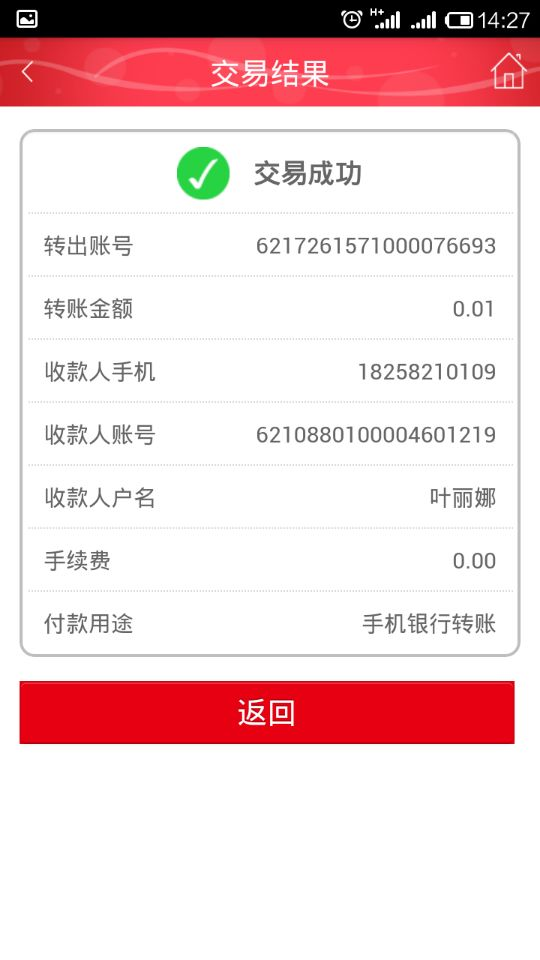 H+ 14:27
交易结果
交易成功
转出账号 6217261571000076693
转账金额 0.01
收款人手机 18258210109
收款人账号 6210880100004601219
收款人户名 叶丽娜
手续费 0.00
付款用途 手机银行转账
返回